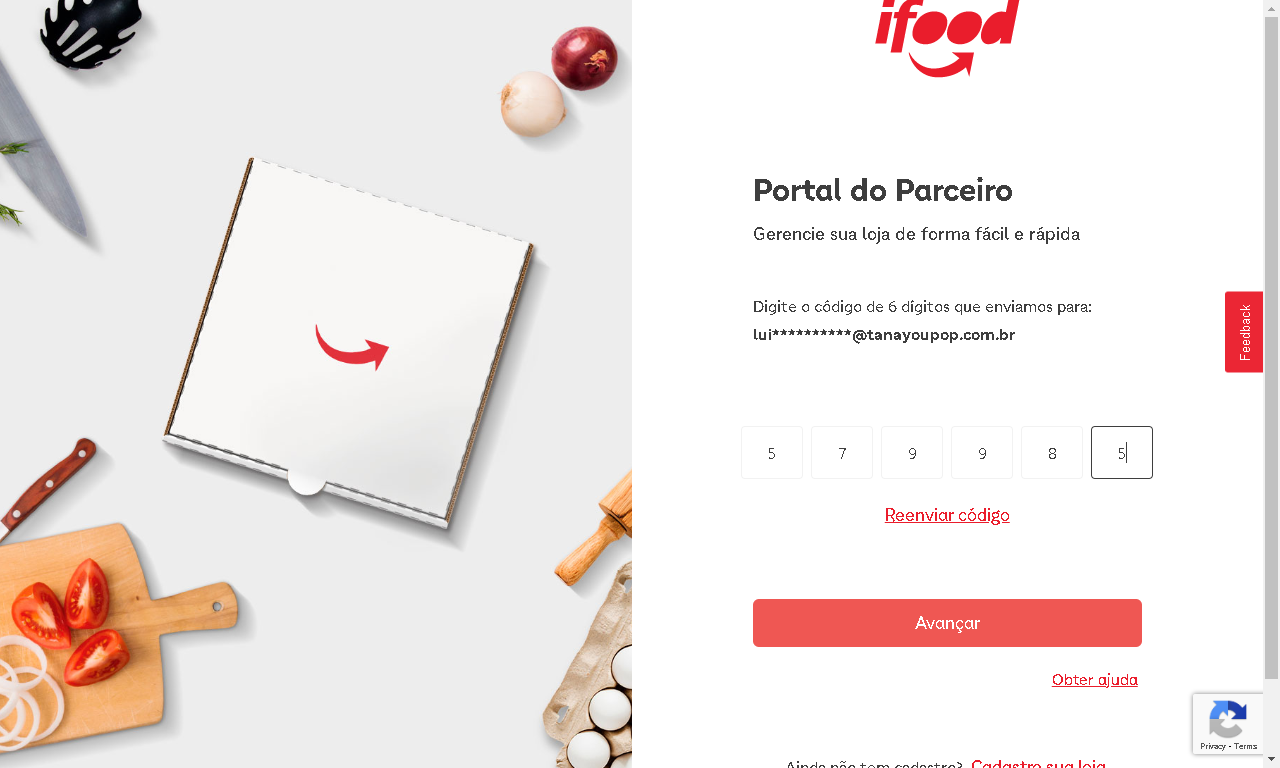 ifood
Portal do Parceiro
Gerencie sua loja de forma fácil e rápida
Digite o código de 6 dígitos que enviamos para:
lui**********@tanayoupop.com.br
5 7 9 9 8 5
Reenviar código
Avançar
Obter ajuda
Ainda não tem cadastro? Cadastre sua loja
Feedback
Privacy - Terms